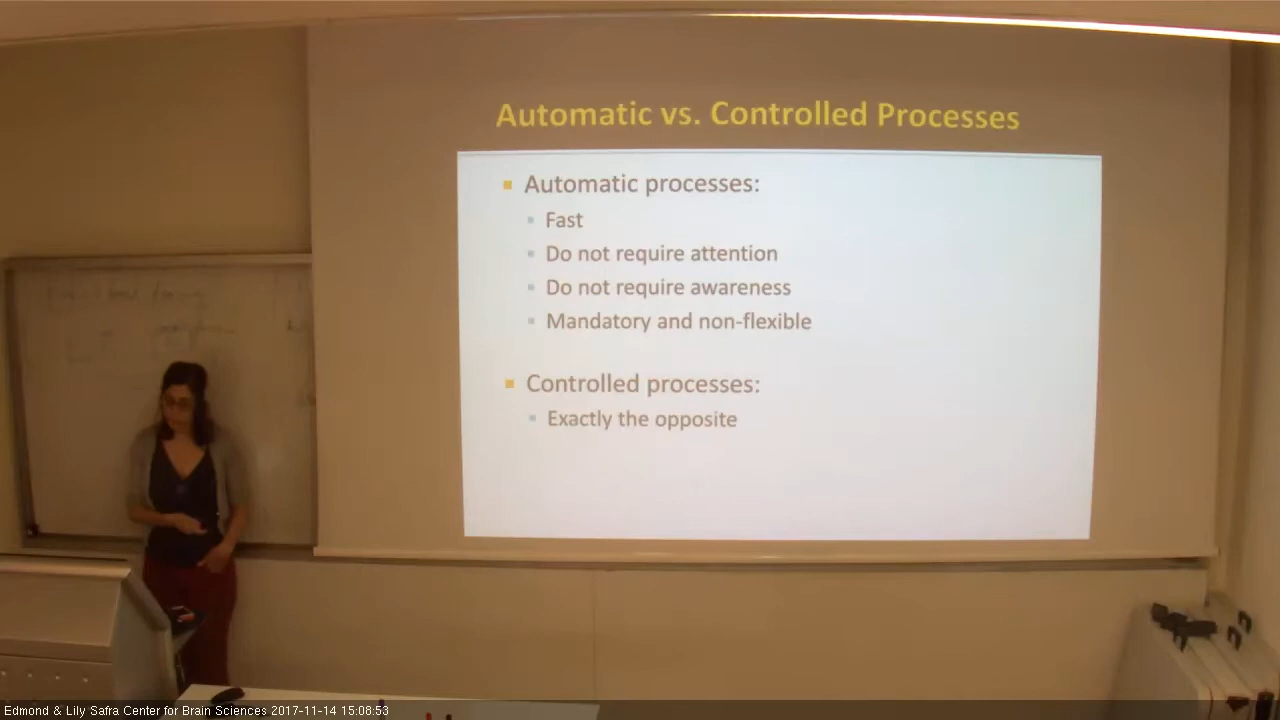 Automatic vs. Controlled Processes
Automatic processes:
Fast
Do not require attention
Do not require awareness
Mandatory and non-flexible
Controlled processes:
Exactly the opposite
Edmond & Lily Safra Center for Brain Sciences 2017-11-14 15:08:53